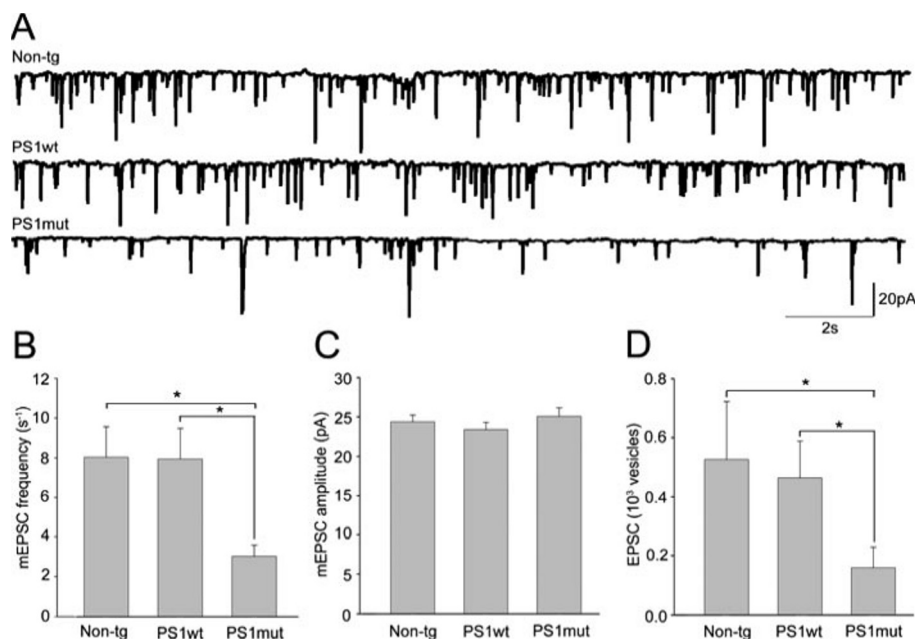 A
Non-tg
PS1wt
PS1mut
20pA
2s
B
mEPSC frequency (s⁻¹)
12
10
8
6
4
2
0
*
*
Non-tg PS1wt PS1mut
C
mEPSC amplitude (pA)
30
25
20
15
10
5
0
Non-tg PS1wt PS1mut
D
EPSC (10³ vesicles)
0.8
0.6
0.4
0.2
0.0
*
*
Non-tg PS1wt PS1mut